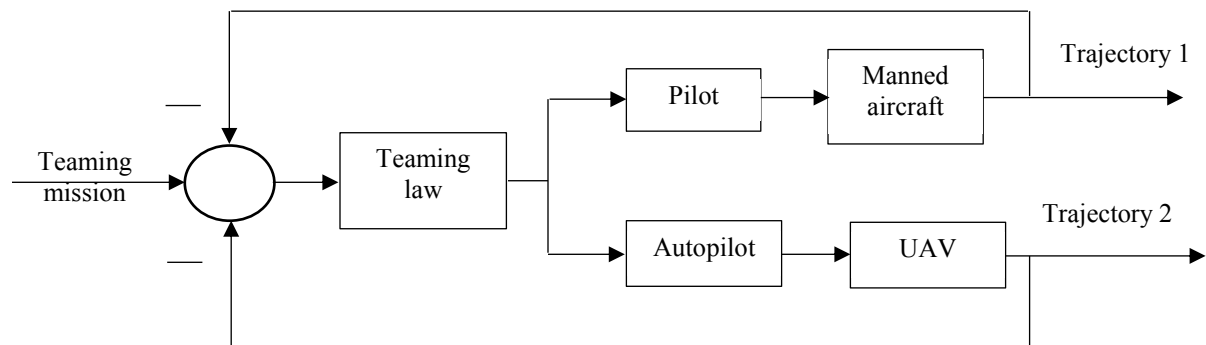 Trajectory 1
Pilot
Manned
aircraft
Teaming
mission
Teaming
law
Trajectory 2
Autopilot
UAV